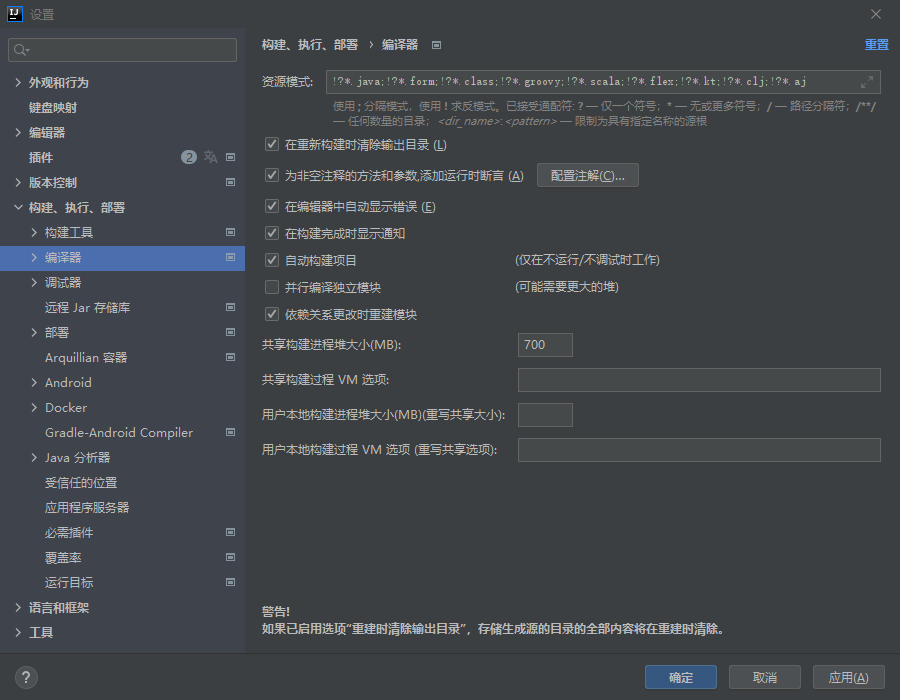 设置
外观和行为
键盘映射
编辑器
插件 2
版本控制
构建、执行、部署
构建工具
编译器
调试器
远程 Jar 存储库
部署
Arquillian 容器
Android
Docker
Gradle-Android Compiler
Java 分析器
受信任的位置
应用程序服务器
必需插件
覆盖率
运行目标
语言和框架
工具
构建、执行、部署 › 编译器
重置
资源模式: !?*.java;!?*.form;!?*.class;!?*.groovy;!?*.scala;!?*.flex;!?*.kt;!?*.clj;!?*.aj
使用 ; 分隔模式，使用 ! 求反模式。已接受通配符: ? — 仅一个符号；* — 无或更多符号；/ — 路径分隔符；/**/
— 任何数量的目录；<dir_name>:<pattern> — 限制为具有指定名称的源根
在重新构建时清除输出目录 (L)
为非空注释的方法和参数,添加运行时断言 (A) 配置注解(C)...
在编辑器中自动显示错误 (E)
在构建完成时显示通知
自动构建项目 (仅在不运行/不调试时工作)
并行编译独立模块 (可能需要更大的堆)
依赖关系更改时重建模块
共享构建进程堆大小(MB): 700
共享构建过程 VM 选项:
用户本地构建进程堆大小(MB)(重写共享大小):
用户本地构建过程 VM 选项 (重写共享选项):
警告!
如果已启用选项“重建时清除输出目录”，存储生成源的目录的全部内容将在重建时清除。
?
确定 取消 应用(A)